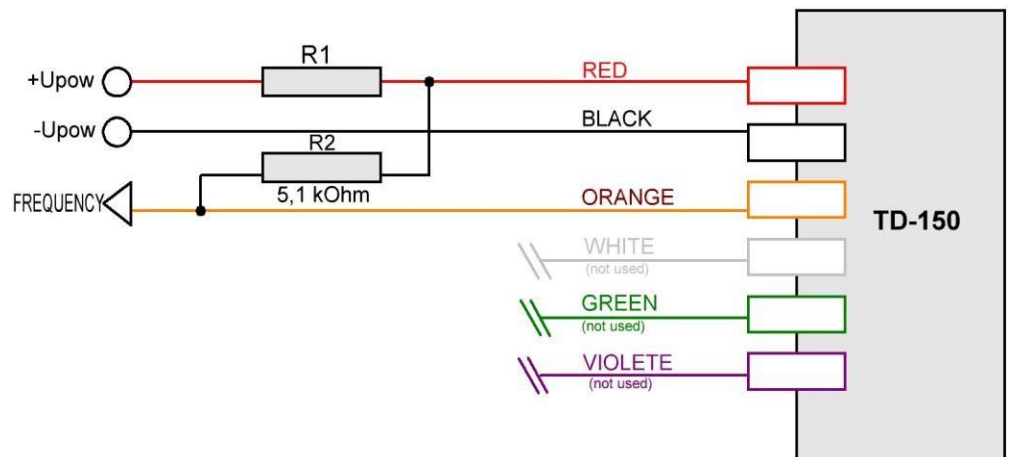 R1
+Upow
RED
-Upow
BLACK
R2
5,1 kOhm
FREQUENCY
ORANGE
TD-150
WHITE
(not used)
GREEN
(not used)
VIOLETE
(not used)